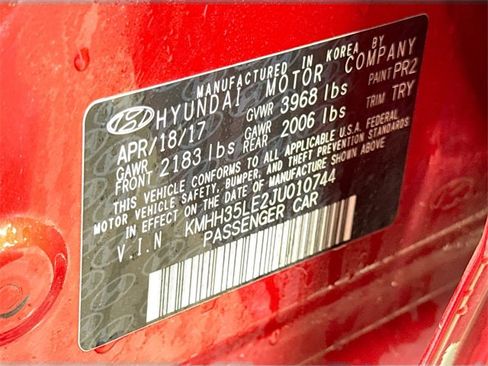 MANUFACTURED IN KOREA BY
HYUNDAI MOTOR COMPANY
APR/18/17 GVWR 3968 lbs PAINT PR2
GAWR FRONT 2183 lbs GAWR REAR 2006 lbs TRIM TRY
THIS VEHICLE CONFORMS TO ALL APPLICABLE U.S.A. FEDERAL
MOTOR VEHICLE SAFETY, BUMPER, AND THEFT PREVENTION STANDARDS
IN EFFECT ON THE DATE OF MANUFACTURE SHOWN ABOVE.
V.I.N KMHH35LE2JU010744
PASSENGER CAR